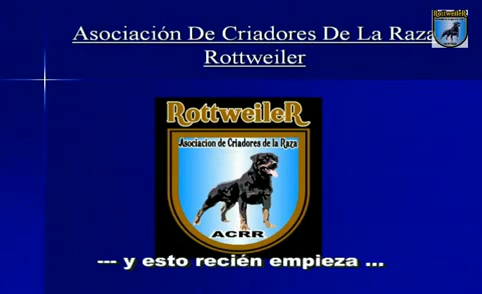 Asociación De Criadores De La Raza
Rottweiler
RottweileR
Asociacion de Criadores de la Raza
ACRR
--- y esto recién empieza ...